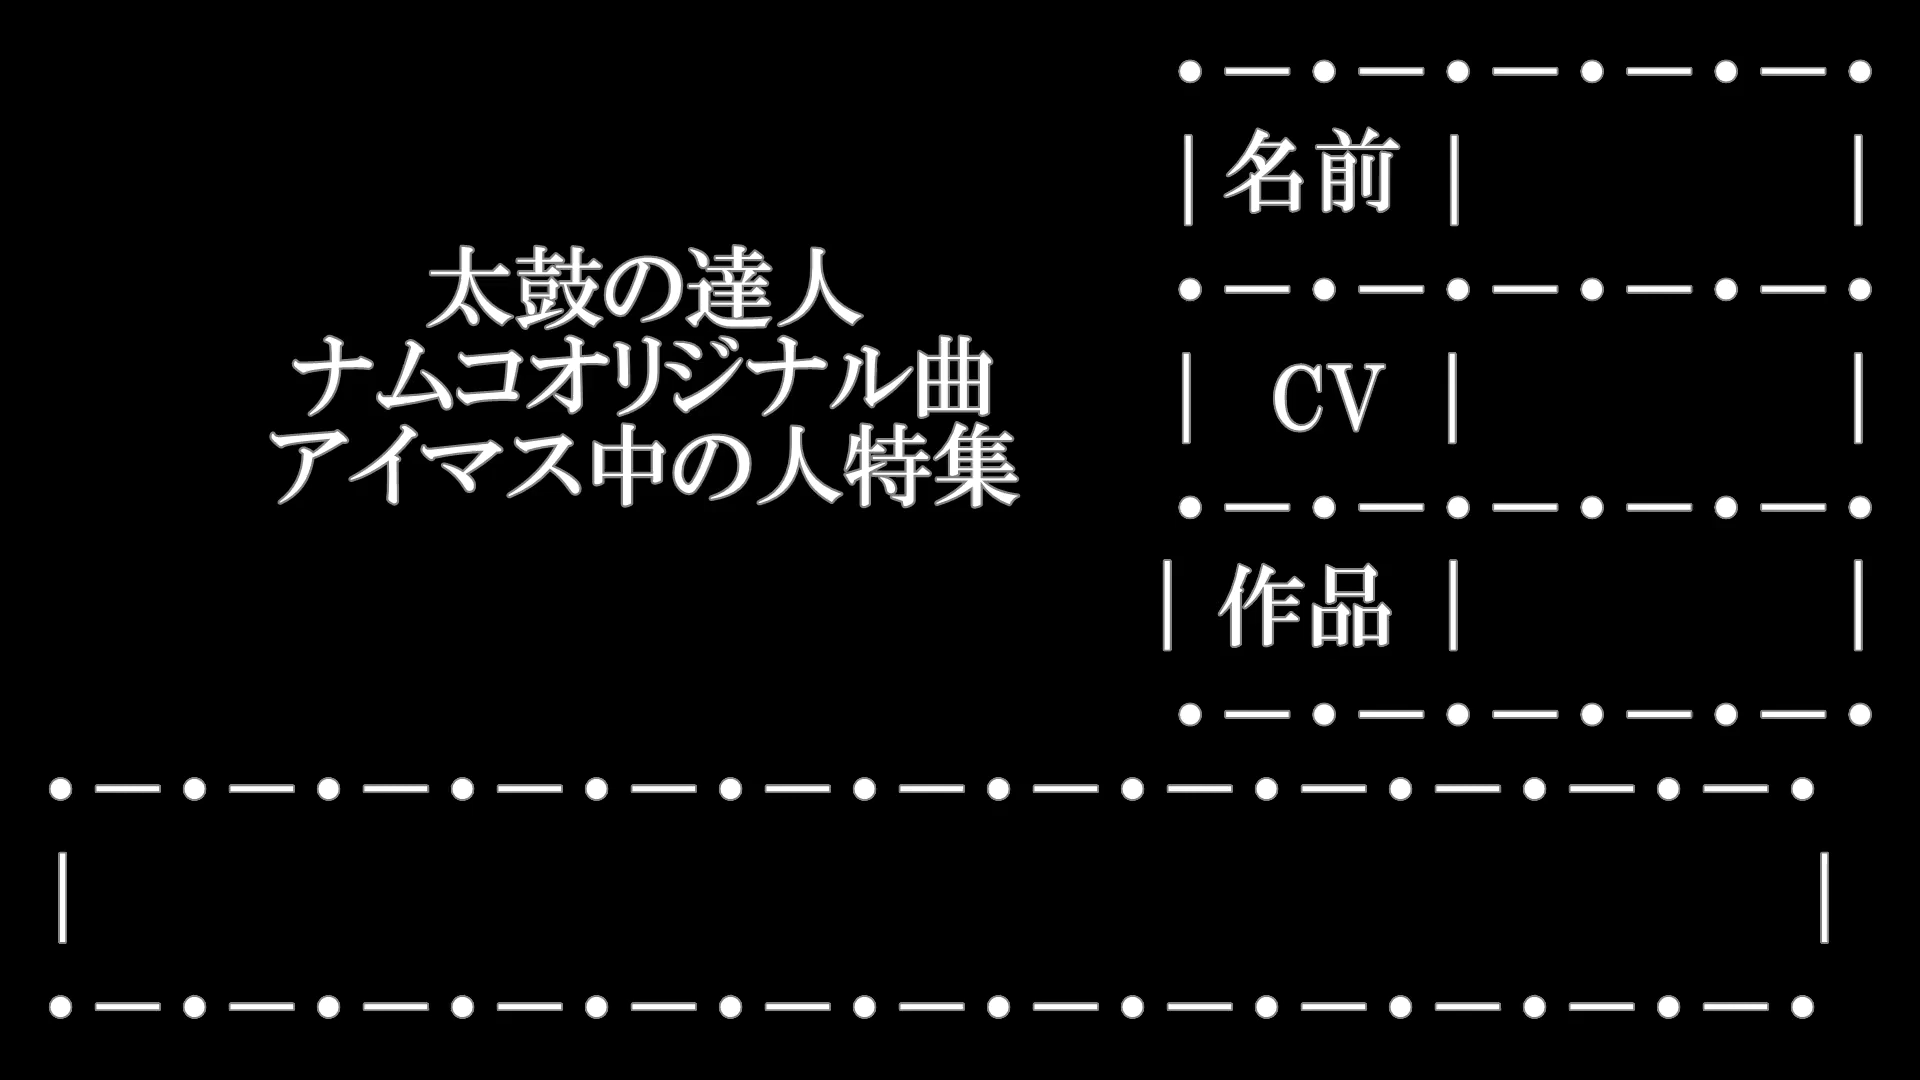 太鼓の達人
ナムコオリジナル曲
アイマス中の人特集
名前
CV
作品